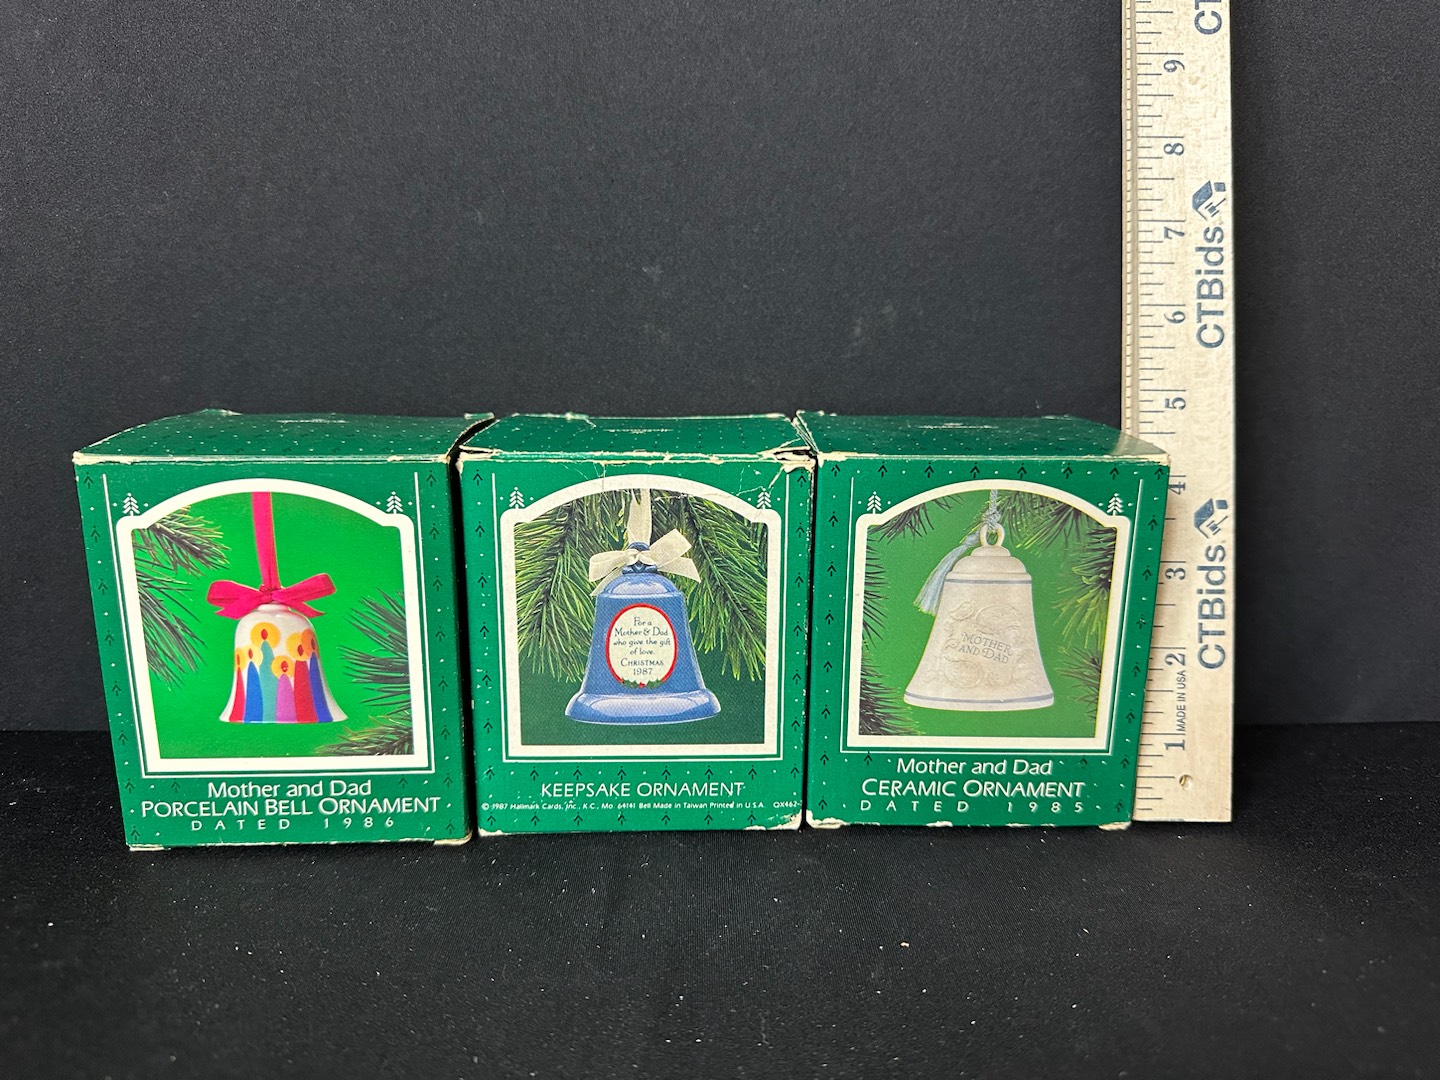 Mother and Dad
PORCELAIN BELL ORNAMENT
DATED 1986
For a
Mother & Dad
who give the gift
of love.
CHRISTMAS
1987
KEEPSAKE ORNAMENT
© 1987 Hallmark Cards, Inc., K.C., Mo. 64141 Bell Made in Taiwan Printed in U.S.A.
MOTHER
AND DAD
Mother and Dad
CERAMIC ORNAMENT
DATED 1985
CT
9
8
7
CTBids
6
5
4
3
CTBids
2
MADE IN USA
1